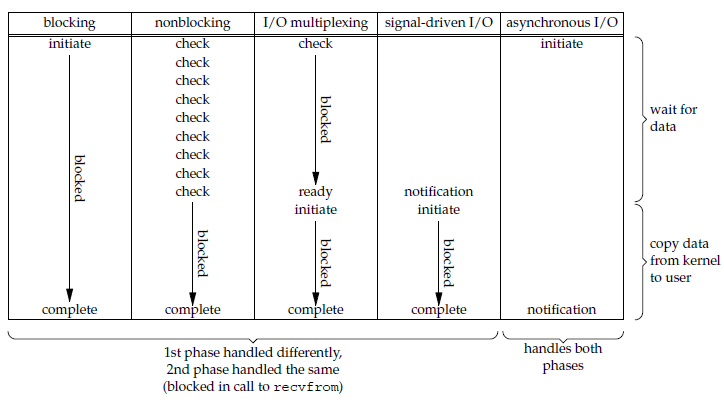 blocking nonblocking I/O multiplexing signal-driven I/O asynchronous I/O
initiate check check initiate
check
check
check
check
check
check
check
check ready notification
initiate initiate
blocked
blocked
blocked
blocked
blocked
complete complete complete complete notification
wait for
data
copy data
from kernel
to user
1st phase handled differently,
2nd phase handled the same
(blocked in call to recvfrom)
handles both
phases